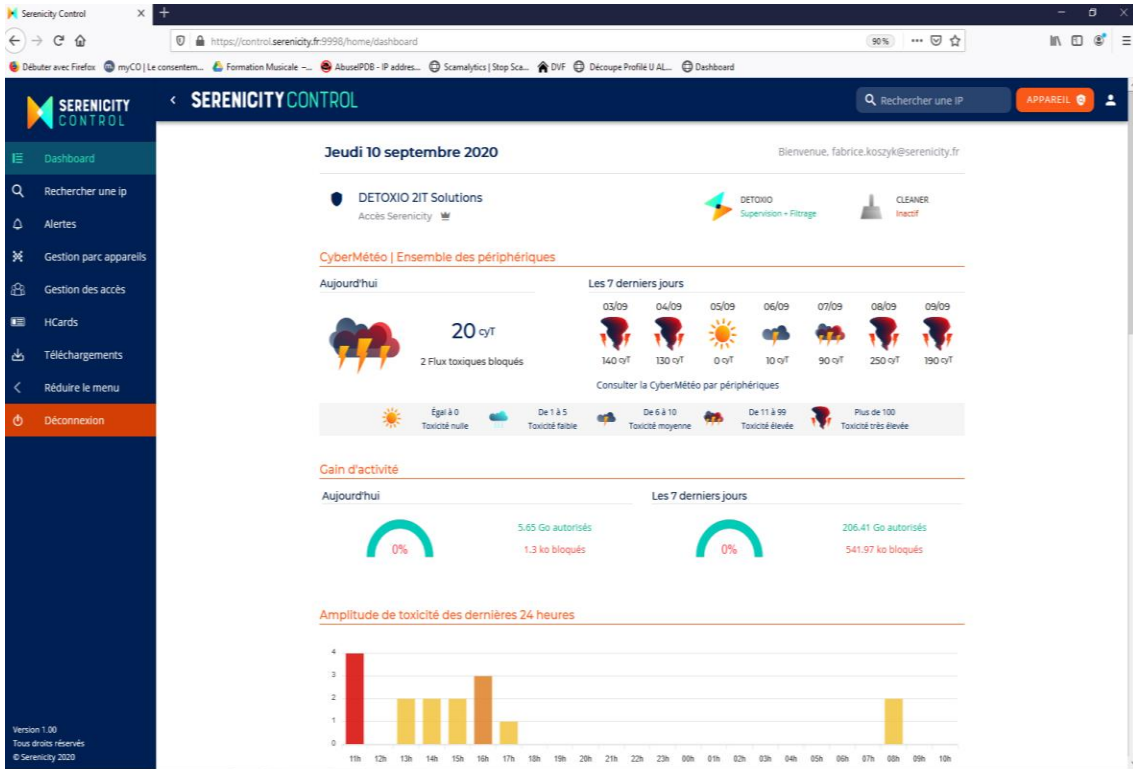 Serenicity Control
https://control.serenicity.fr:9998/home/dashboard
90%
Débuter avec Firefox
myCO | Le consentem...
Formation Musicale –...
AbuseIPDB - IP addres...
Scamalytics | Stop Sca...
DVF
Découpe Profilé U AL...
Dashboard
SERENICITY
CONTROL
SERENICITY CONTROL
Rechercher une IP
APPAREIL
Dashboard
Rechercher une ip
Alertes
Gestion parc appareils
Gestion des accès
HCards
Téléchargements
Réduire le menu
Déconnexion
Version 1.00
Tous droits réservés
© Serenicity 2020
Jeudi 10 septembre 2020
Bienvenue, fabrice.koszyk@serenicity.fr
DETOXIO 2IT Solutions
Accès Serenicity
DETOXIO
Supervision + Filtrage
CLEANER
Inactif
CyberMétéo | Ensemble des périphériques
Aujourd'hui
20 cyT
2 Flux toxiques bloqués
Les 7 derniers jours
03/09 04/09 05/09 06/09 07/09 08/09 09/09
140 cyT 130 cyT 0 cyT 10 cyT 90 cyT 250 cyT 190 cyT
Consulter la CyberMétéo par périphériques
Égal à 0
Toxicité nulle
De 1 à 5
Toxicité faible
De 6 à 10
Toxicité moyenne
De 11 à 99
Toxicité élevée
Plus de 100
Toxicité très élevée
Gain d'activité
Aujourd'hui
0%
5.65 Go autorisés
1.3 ko bloqués
Les 7 derniers jours
0%
206.41 Go autorisés
541.97 ko bloqués
Amplitude de toxicité des dernières 24 heures
4
3
2
1
0
11h 12h 13h 14h 15h 16h 17h 18h 19h 20h 21h 22h 23h 00h 01h 02h 03h 04h 05h 06h 07h 08h 09h 10h